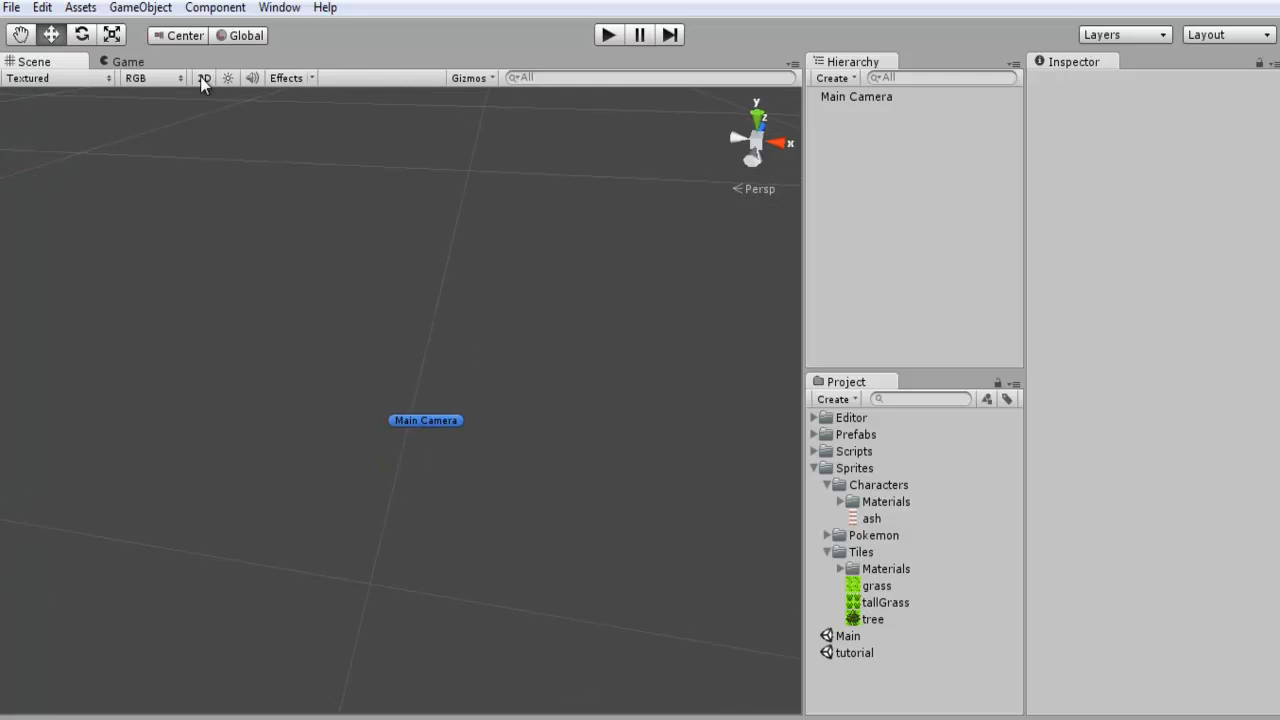 File Edit Assets GameObject Component Window Help
Center Global Layers Layout
Scene Game Hierarchy Inspector
Textured RGB 2D Effects Gizmos All Create All
Main Camera
y
z
x
Persp
Main Camera
Project
Create
Editor
Prefabs
Scripts
Sprites
Characters
Materials
ash
Pokemon
Tiles
Materials
grass
tallGrass
tree
Main
tutorial